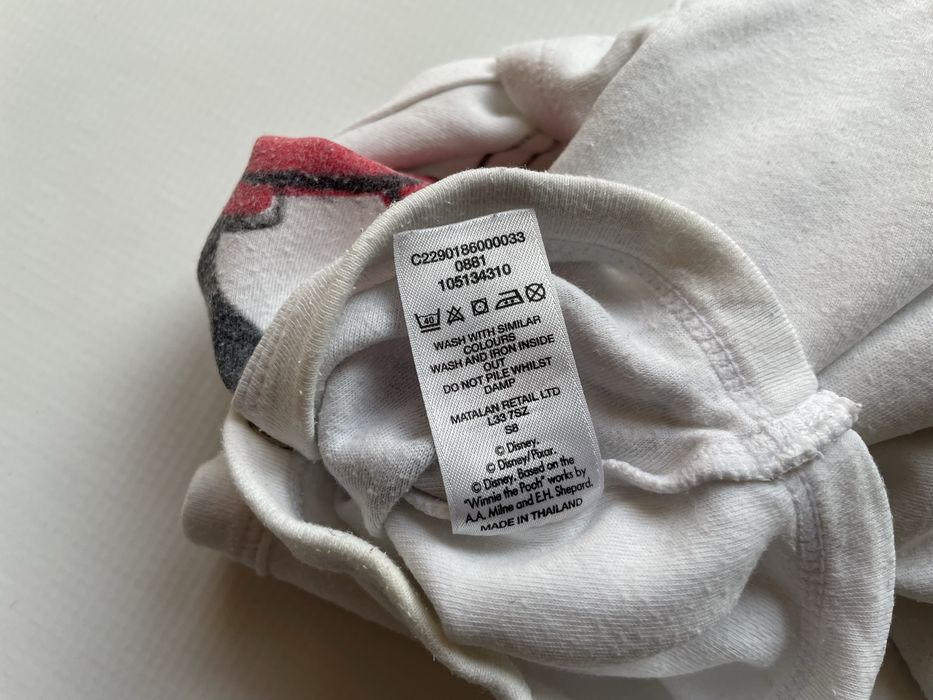 C2290186000033
0881
105134310
40
WASH WITH SIMILAR
COLOURS
WASH AND IRON INSIDE
OUT
DO NOT PILE WHILST
DAMP
MATALAN RETAIL LTD
L33 7SZ
S8
© Disney.
© Disney/Pixar.
© Disney. Based on the
"Winnie the Pooh" works by
A.A. Milne and E.H. Shepard.
MADE IN THAILAND